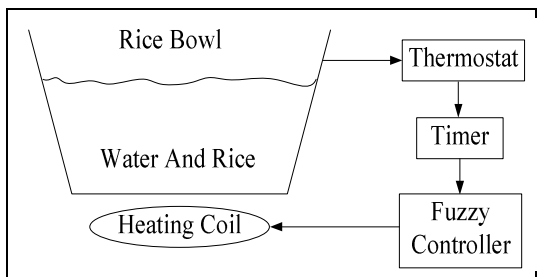 Rice Bowl
Thermostat
Timer
Water And Rice
Heating Coil
Fuzzy
Controller